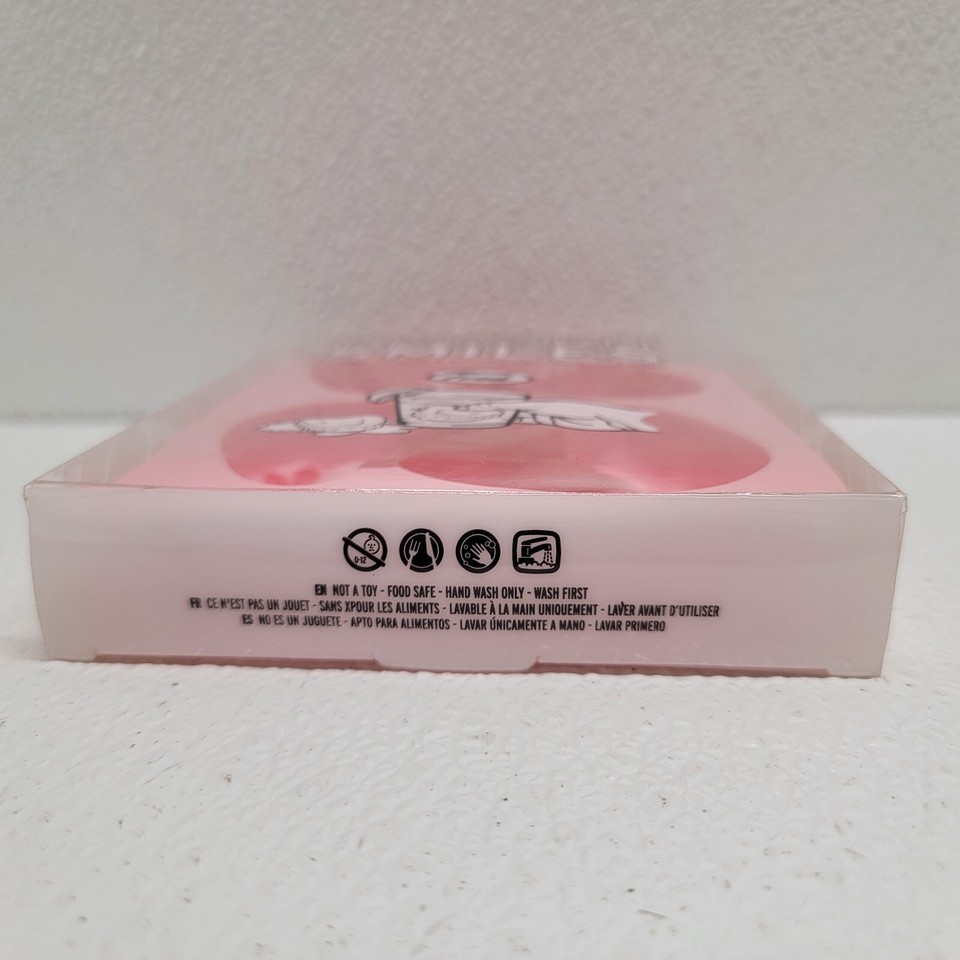 SMILES
0-12
EN NOT A TOY - FOOD SAFE - HAND WASH ONLY - WASH FIRST
FR CE N'EST PAS UN JOUET - SANS XPOUR LES ALIMENTS - LAVABLE À LA MAIN UNIQUEMENT - LAVER AVANT D'UTILISER
ES NO ES UN JUGUETE - APTO PARA ALIMENTOS - LAVAR ÚNICAMENTE A MANO - LAVAR PRIMERO